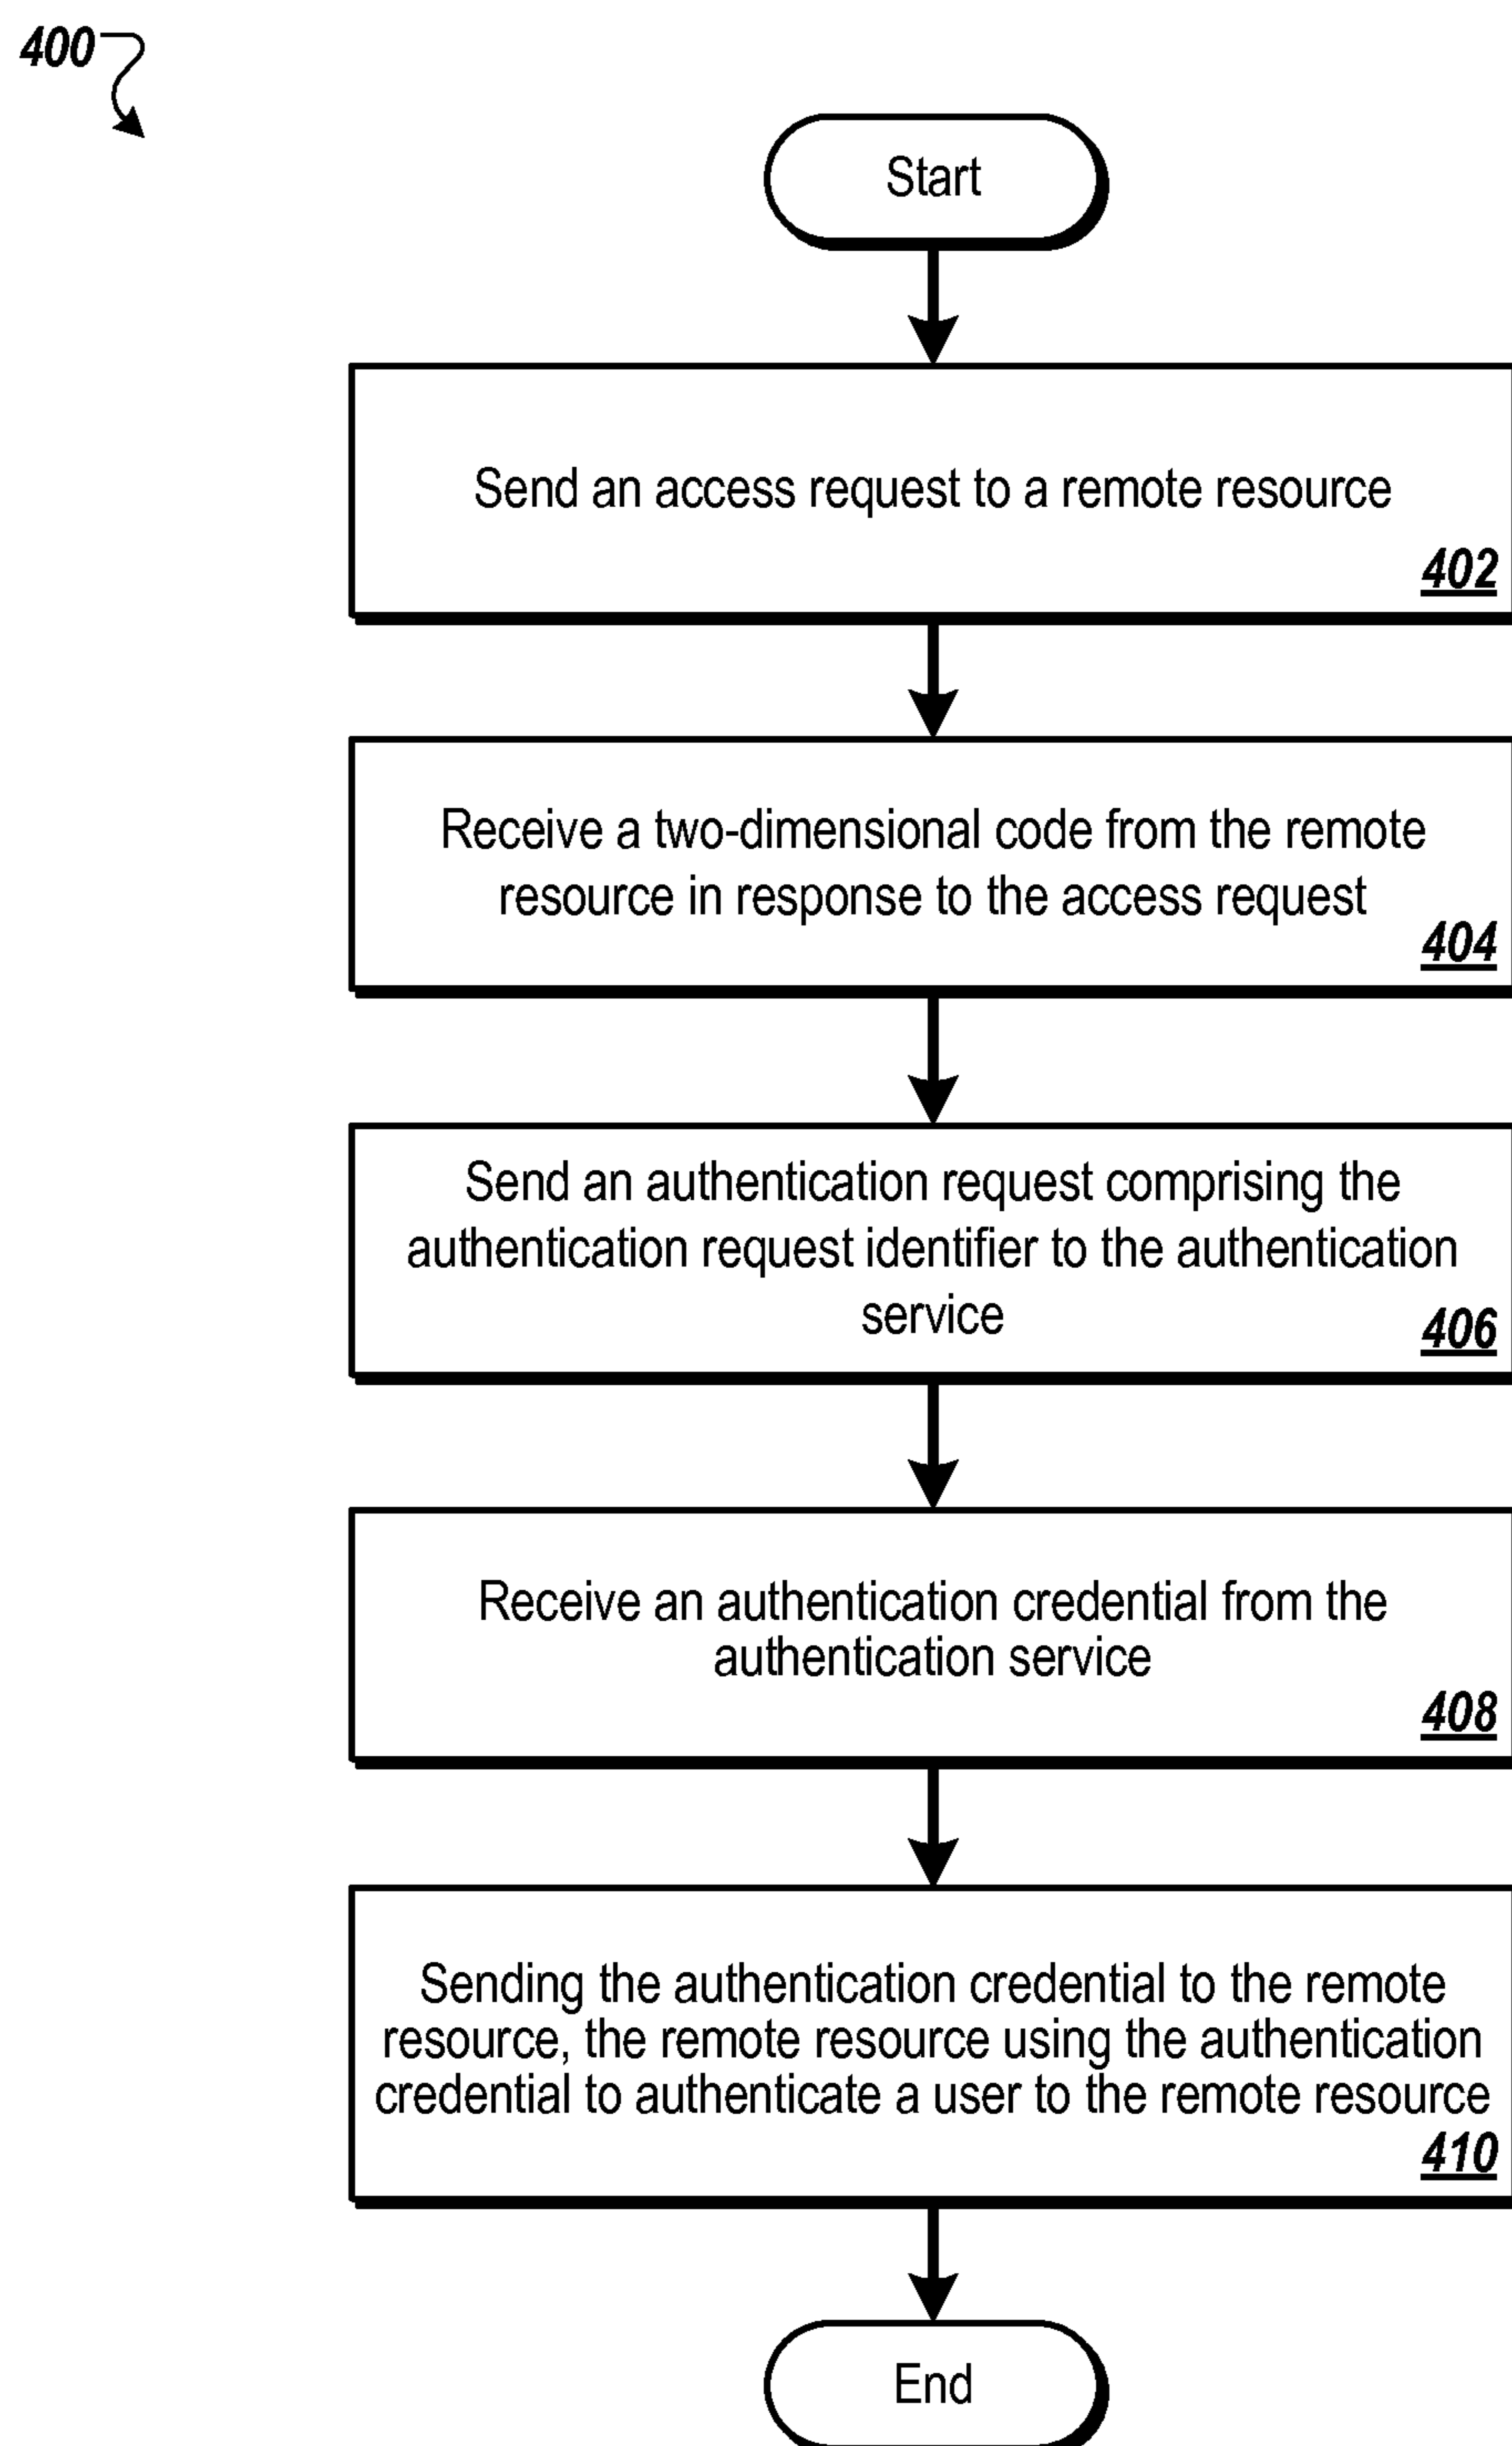 400
Start
Send an access request to a remote resource
402
Receive a two-dimensional code from the remote
resource in response to the access request
404
Send an authentication request comprising the
authentication request identifier to the authentication
service
406
Receive an authentication credential from the
authentication service
408
Sending the authentication credential to the remote
resource, the remote resource using the authentication
credential to authenticate a user to the remote resource
410
End